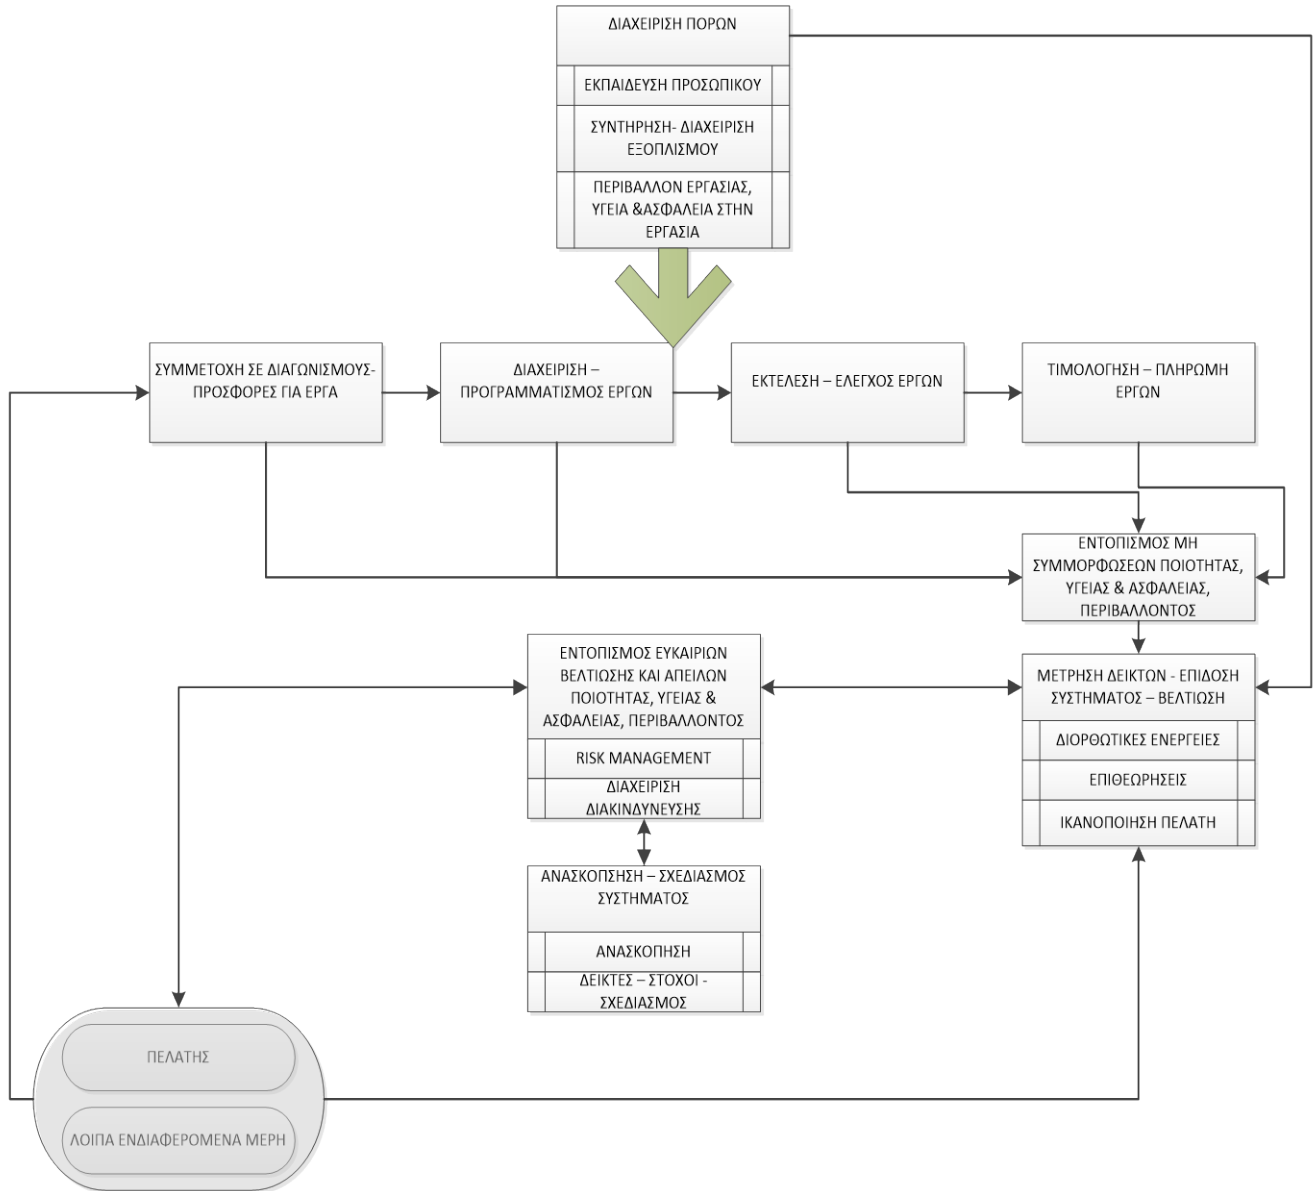 ΔΙΑΧΕΙΡΙΣΗ ΠΟΡΩΝ
ΕΚΠΑΙΔΕΥΣΗ ΠΡΟΣΩΠΙΚΟΥ
ΣΥΝΤΗΡΗΣΗ- ΔΙΑΧΕΙΡΙΣΗ
ΕΞΟΠΛΙΣΜΟΥ
ΠΕΡΙΒΑΛΛΟΝ ΕΡΓΑΣΙΑΣ,
ΥΓΕΙΑ &ΑΣΦΑΛΕΙΑ ΣΤΗΝ
ΕΡΓΑΣΙΑ
ΣΥΜΜΕΤΟΧΗ ΣΕ ΔΙΑΓΩΝΙΣΜΟΥΣ-
ΠΡΟΣΦΟΡΕΣ ΓΙΑ ΕΡΓΑ
ΔΙΑΧΕΙΡΙΣΗ –
ΠΡΟΓΡΑΜΜΑΤΙΣΜΟΣ ΕΡΓΩΝ
ΕΚΤΕΛΕΣΗ – ΕΛΕΓΧΟΣ ΕΡΓΩΝ
ΤΙΜΟΛΟΓΗΣΗ – ΠΛΗΡΩΜΗ
ΕΡΓΩΝ
ΕΝΤΟΠΙΣΜΟΣ ΜΗ
ΣΥΜΜΟΡΦΩΣΕΩΝ ΠΟΙΟΤΗΤΑΣ,
ΥΓΕΙΑΣ & ΑΣΦΑΛΕΙΑΣ,
ΠΕΡΙΒΑΛΛΟΝΤΟΣ
ΕΝΤΟΠΙΣΜΟΣ ΕΥΚΑΙΡΙΩΝ
ΒΕΛΤΙΩΣΗΣ ΚΑΙ ΑΠΕΙΛΩΝ
ΠΟΙΟΤΗΤΑΣ, ΥΓΕΙΑΣ &
ΑΣΦΑΛΕΙΑΣ, ΠΕΡΙΒΑΛΛΟΝΤΟΣ
RISK MANAGEMENT
ΔΙΑΧΕΙΡΙΣΗ
ΔΙΑΚΙΝΔΥΝΕΥΣΗΣ
ΜΕΤΡΗΣΗ ΔΕΙΚΤΩΝ - ΕΠΙΔΟΣΗ
ΣΥΣΤΗΜΑΤΟΣ – ΒΕΛΤΙΩΣΗ
ΔΙΟΡΘΩΤΙΚΕΣ ΕΝΕΡΓΕΙΕΣ
ΕΠΙΘΕΩΡΗΣΕΙΣ
ΙΚΑΝΟΠΟΙΗΣΗ ΠΕΛΑΤΗ
ΑΝΑΣΚΟΠΣΗΣΗ – ΣΧΕΔΙΑΣΜΟΣ
ΣΥΣΤΗΜΑΤΟΣ
ΑΝΑΣΚΟΠΗΣΗ
ΔΕΙΚΤΕΣ – ΣΤΟΧΟΙ -
ΣΧΕΔΙΑΣΜΟΣ
ΠΕΛΑΤΗΣ
ΛΟΙΠΑ ΕΝΔΙΑΦΕΡΟΜΕΝΑ ΜΕΡΗ